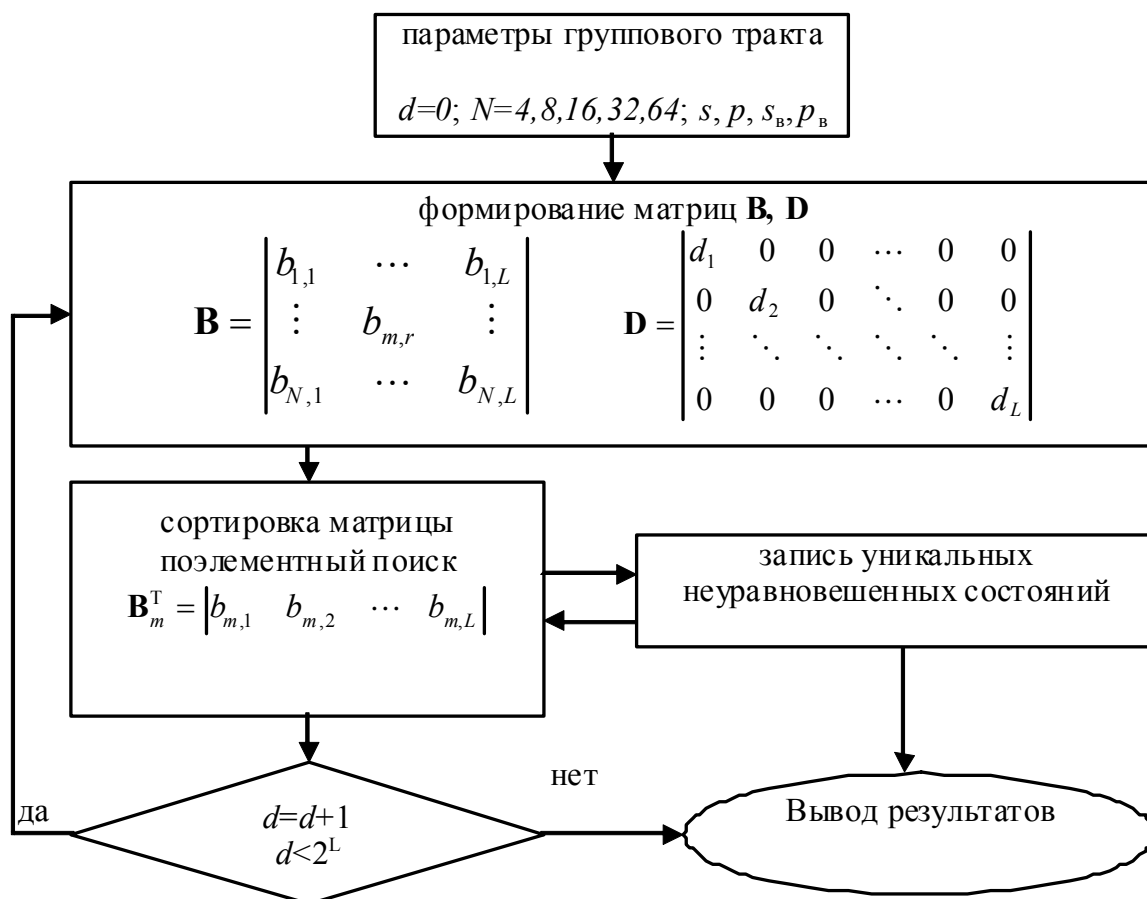 параметры группового тракта
d=0; N=4,8,16,32,64; s, p, sв, pв
формирование матриц B, D
B = |b1,1 ⋯ b1,L|
|⋮ bm,r ⋮|
|bN,1 ⋯ bN,L|
D = |d1 0 0 ⋯ 0 0|
|0 d2 0 ⋱ 0 0|
|⋮ ⋱ ⋱ ⋱ ⋱ ⋮|
|0 0 0 ⋯ 0 dL|
сортировка матрицы
поэлементный поиск
BmT = |bm,1 bm,2 ⋯ bm,L|
запись уникальных
неуравновешенных состояний
да
d=d+1
d<2L
нет
Вывод результатов